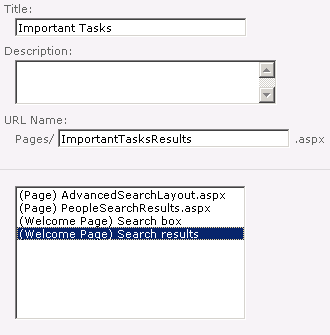 Title:
Important Tasks
Description:
URL Name:
Pages/ ImportantTasksResults .aspx
(Page) AdvancedSearchLayout.aspx
(Page) PeopleSearchResults.aspx
(Welcome Page) Search box
(Welcome Page) Search results